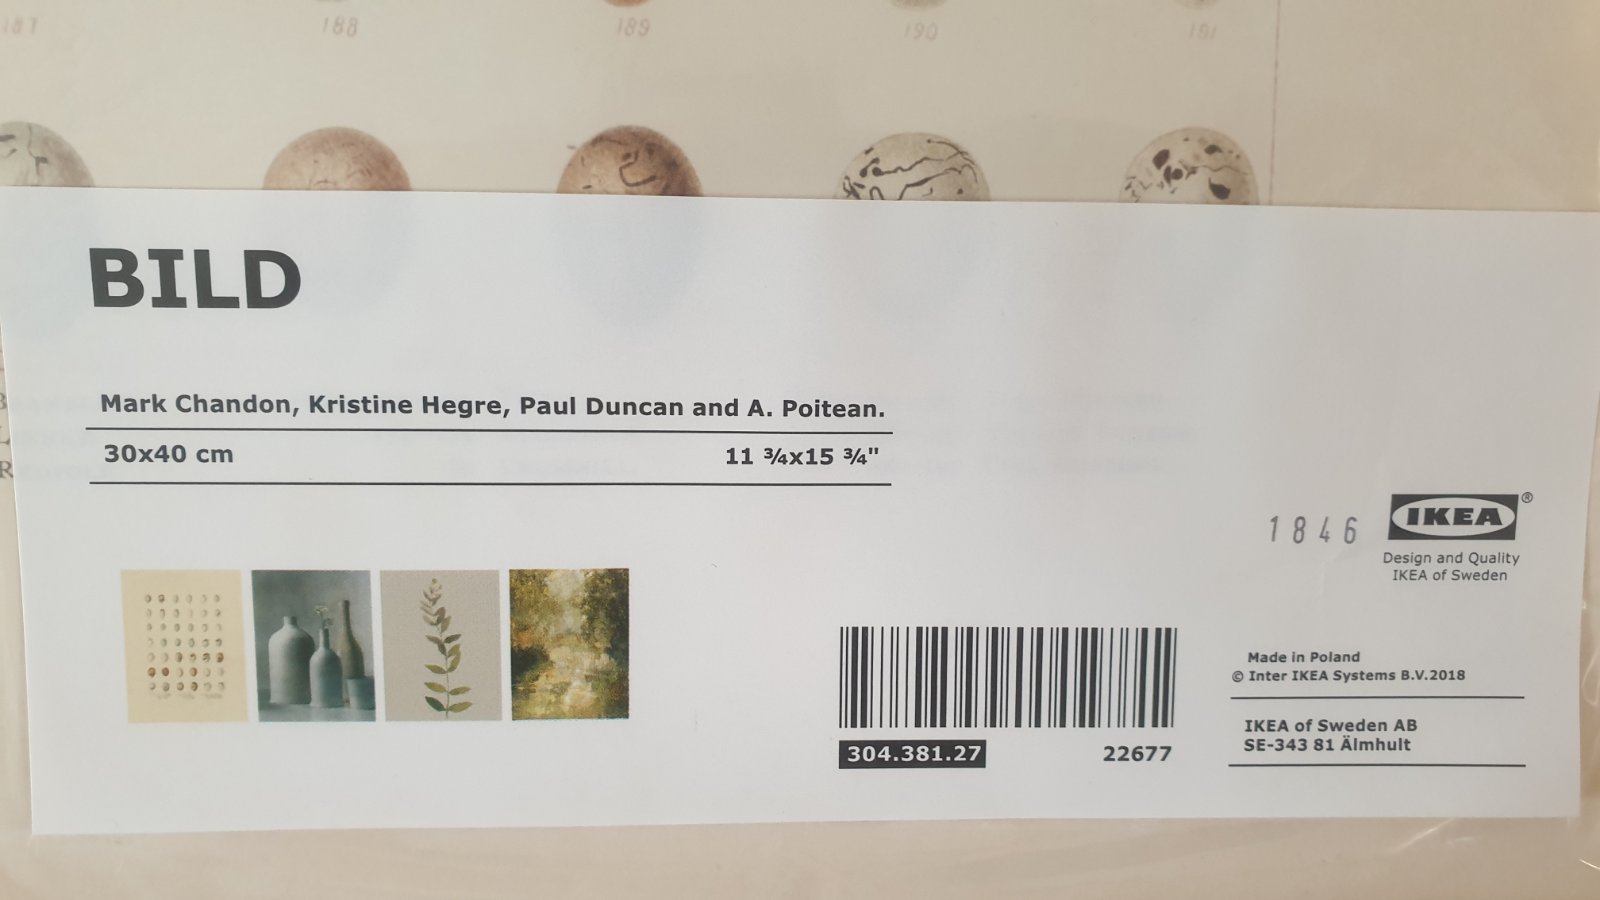 187 188 189 190 191
BILD
Mark Chandon, Kristine Hegre, Paul Duncan and A. Poitean.
30x40 cm 11 ¾x15 ¾"
1846 IKEA®
Design and Quality
IKEA of Sweden
Made in Poland
© Inter IKEA Systems B.V.2018
IKEA of Sweden AB
SE-343 81 Älmhult
304.381.27 22677